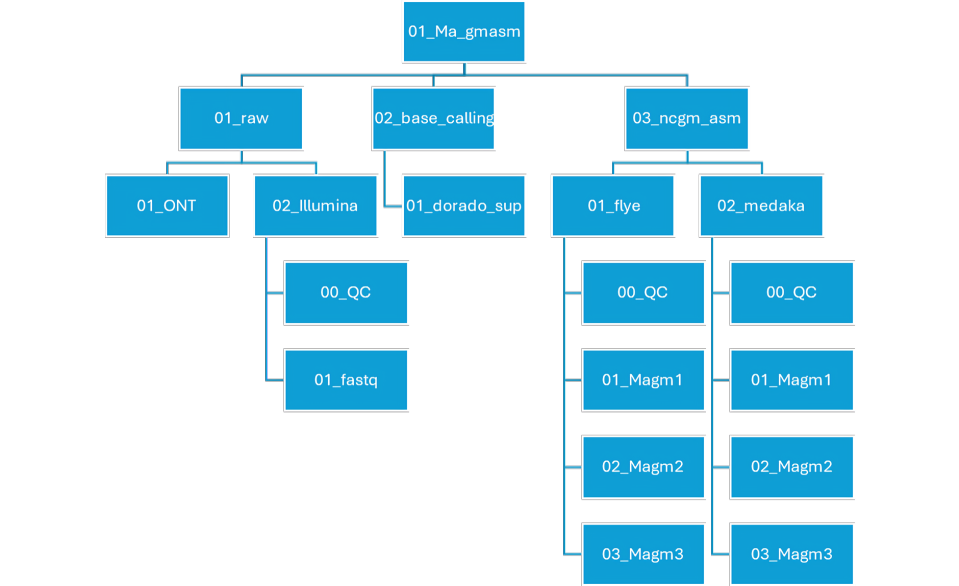 01_Ma_gmasm
01_raw
02_base_calling
03_ncgm_asm
01_ONT
02_Illumina
01_dorado_sup
01_flye
02_medaka
00_QC
00_QC
00_QC
01_fastq
01_Magm1
01_Magm1
02_Magm2
02_Magm2
03_Magm3
03_Magm3